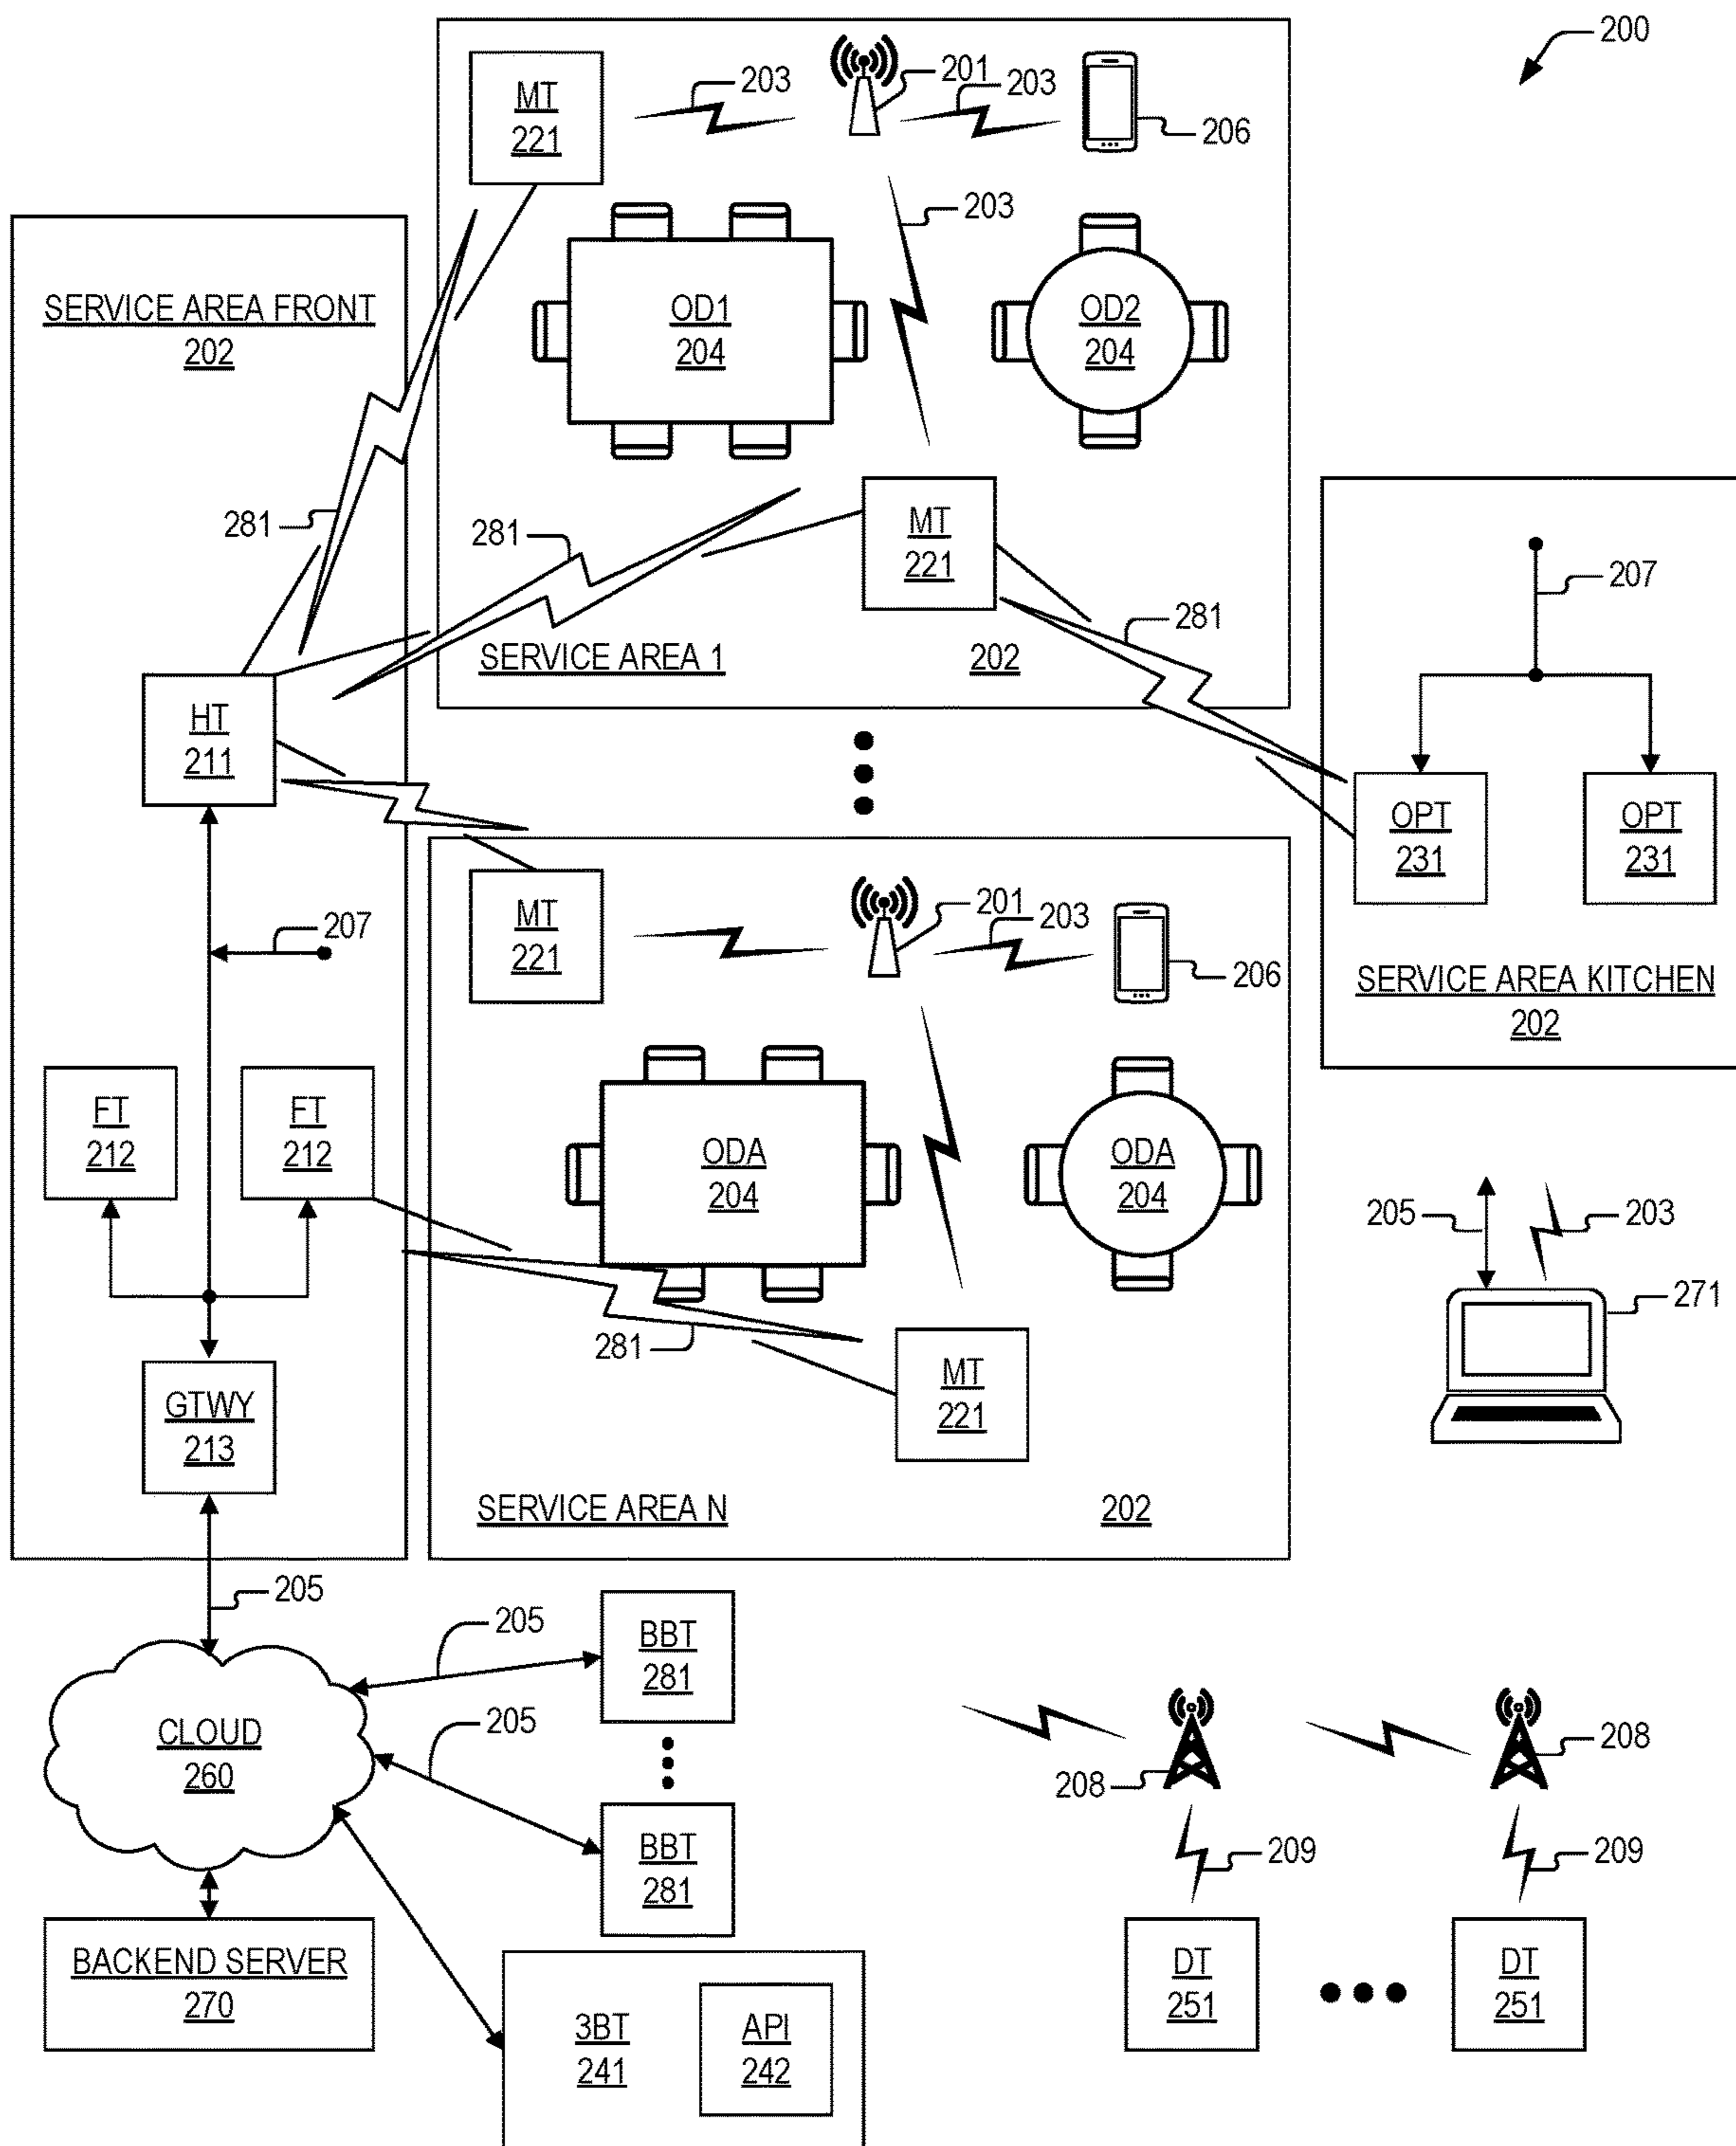 200
MT
221
203
201
203
206
203
SERVICE AREA FRONT
202
OD1
204
OD2
204
281
281
MT
221
207
281
SERVICE AREA 1
202
HT
211
OPT
231
OPT
231
207
MT
221
201
203
206
SERVICE AREA KITCHEN
202
FT
212
FT
212
ODA
204
ODA
204
205
203
271
281
MT
221
GTWY
213
SERVICE AREA N
202
205
205
BBT
281
CLOUD
260
205
208
208
BBT
281
209
209
BACKEND SERVER
270
3BT
241
API
242
DT
251
DT
251